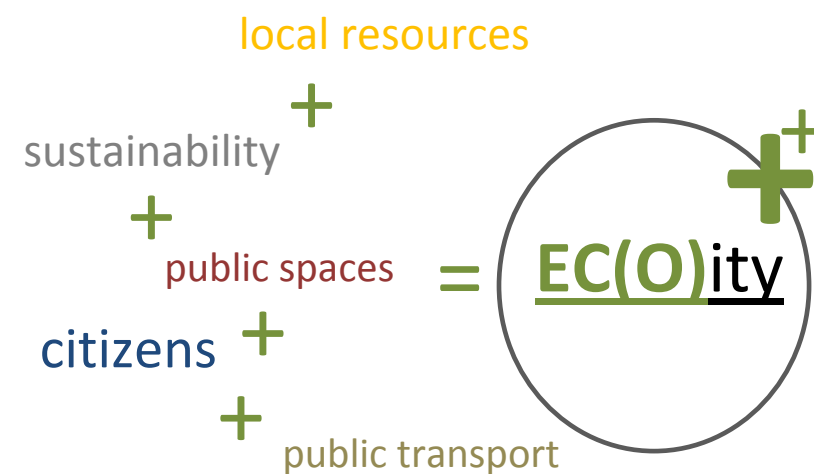 local resources
+
sustainability
+
public spaces
+
citizens
+
public transport
=
EC(O)ity
++